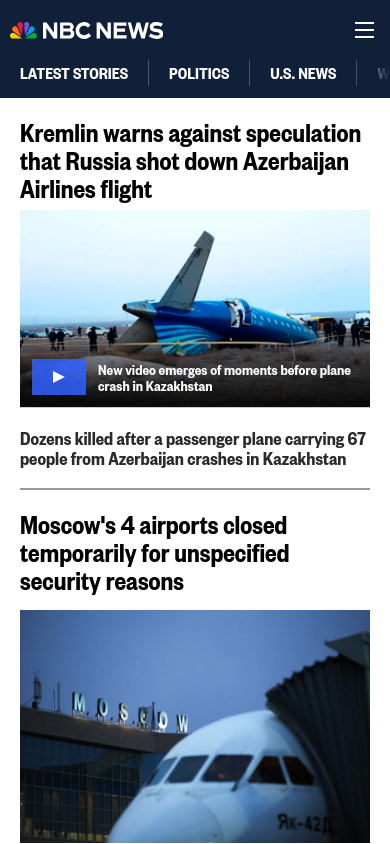 NBC NEWS
LATEST STORIES
POLITICS
U.S. NEWS
Kremlin warns against speculation
that Russia shot down Azerbaijan
Airlines flight
New video emerges of moments before plane
crash in Kazakhstan
Dozens killed after a passenger plane carrying 67
people from Azerbaijan crashes in Kazakhstan
Moscow's 4 airports closed
temporarily for unspecified
security reasons
MOSCOW
Як-42Д